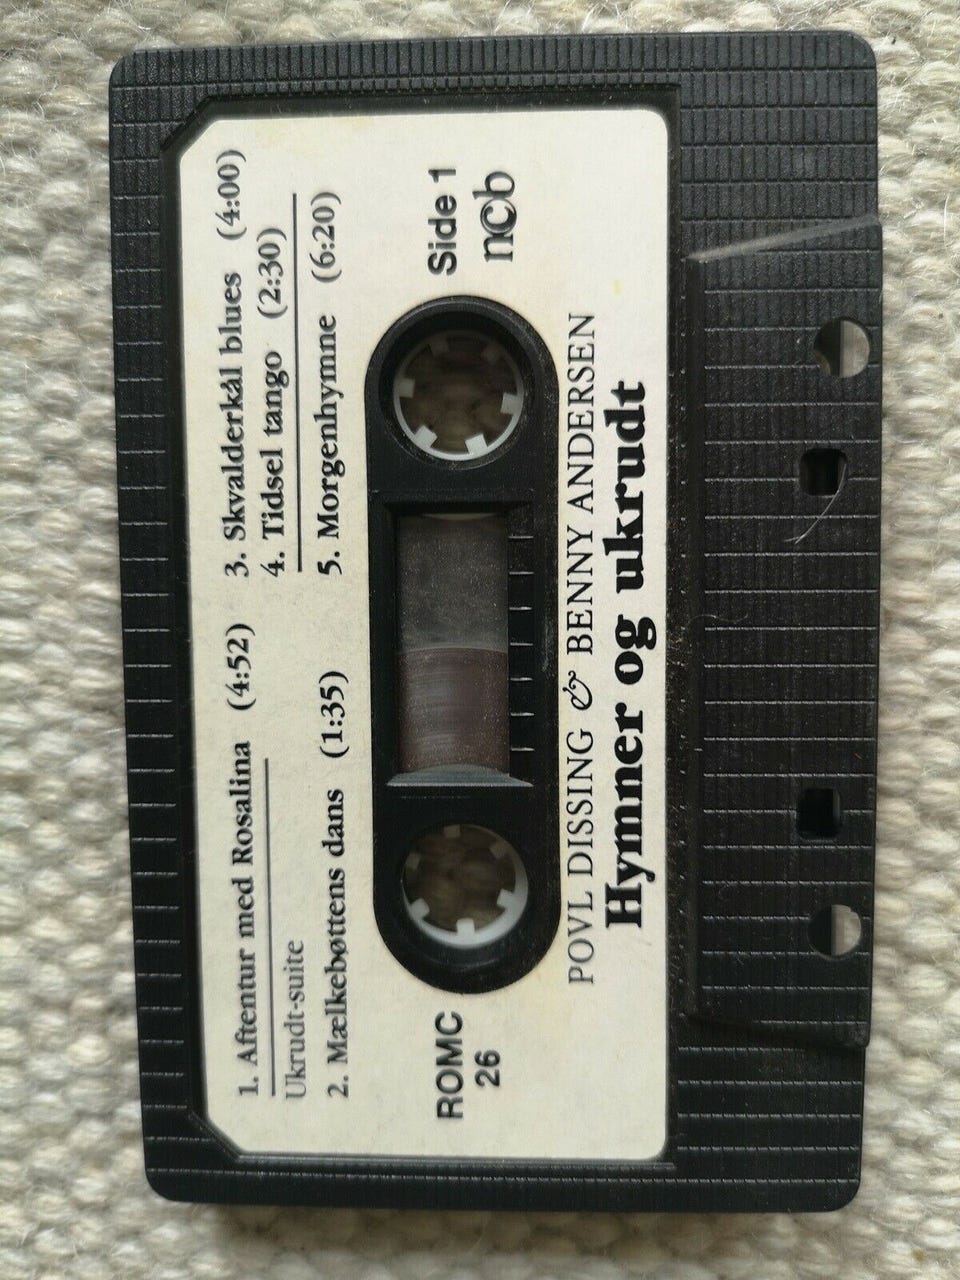 1. Aftentur med Rosalina (4:52)
Ukrudt-suite
2. Mælkebøttens dans (1:35)
3. Skvalderkål blues (4:00)
4. Tidsel tango (2:30)
5. Morgenhymne (6:20)
ROMC
26
Side 1
ncb
POVL DISSING & BENNY ANDERSEN
Hymner og ukrudt